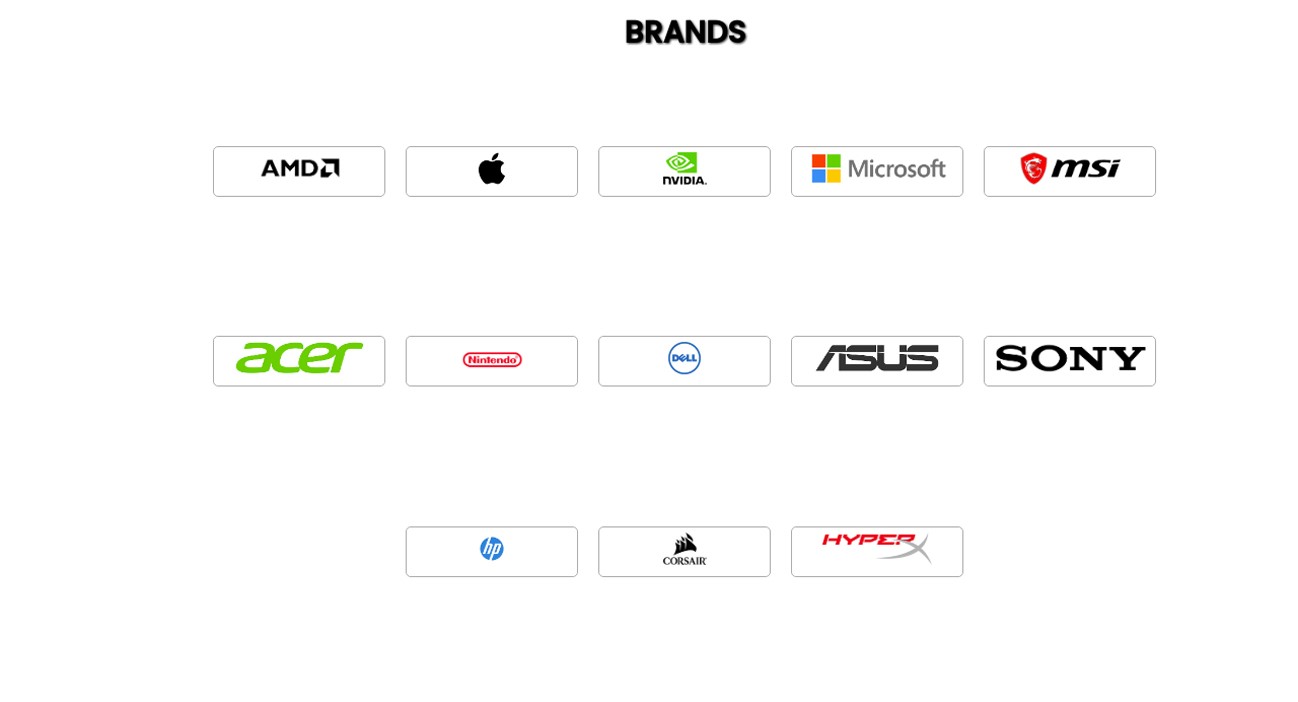 BRANDS
AMD
NVIDIA.
Microsoft
msi
acer
Nintendo
DELL
ASUS
SONY
hp
CORSAIR
HYPERX